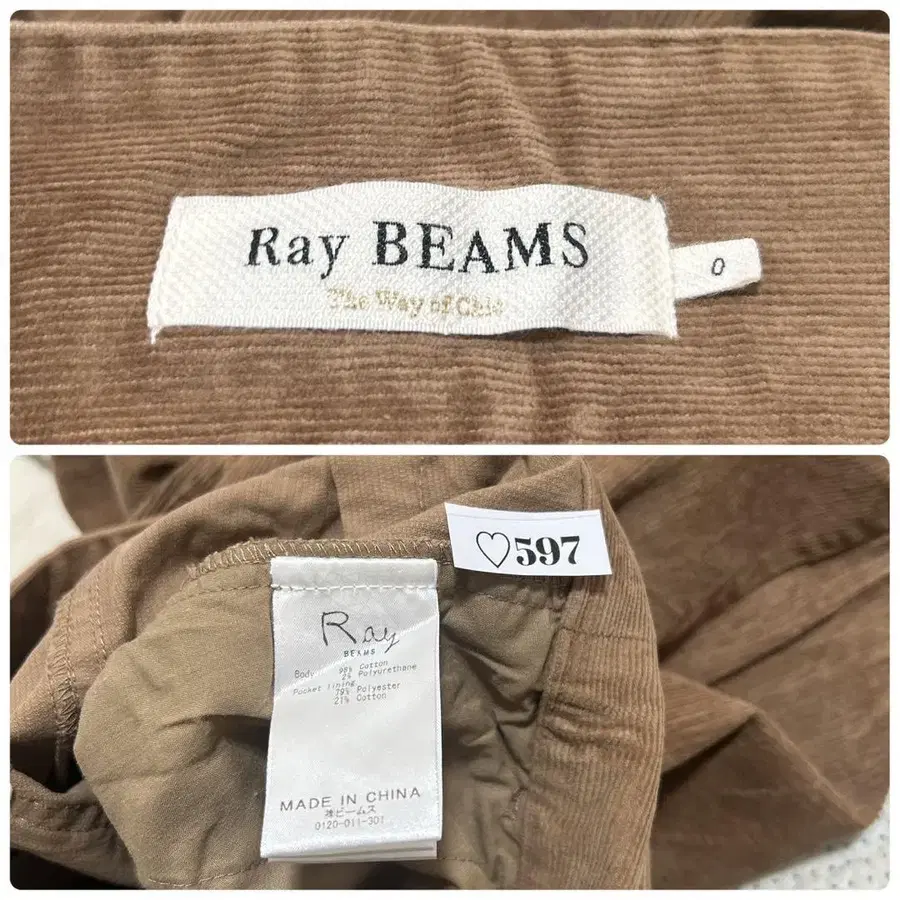 Ray BEAMS
The Way of Chic
0
♡597
Ray
BEAMS
Body 98% Cotton
2% Polyurethane
Pocket lining
79% Polyester
21% Cotton
MADE IN CHINA
㈱ビームス
0120-011-301